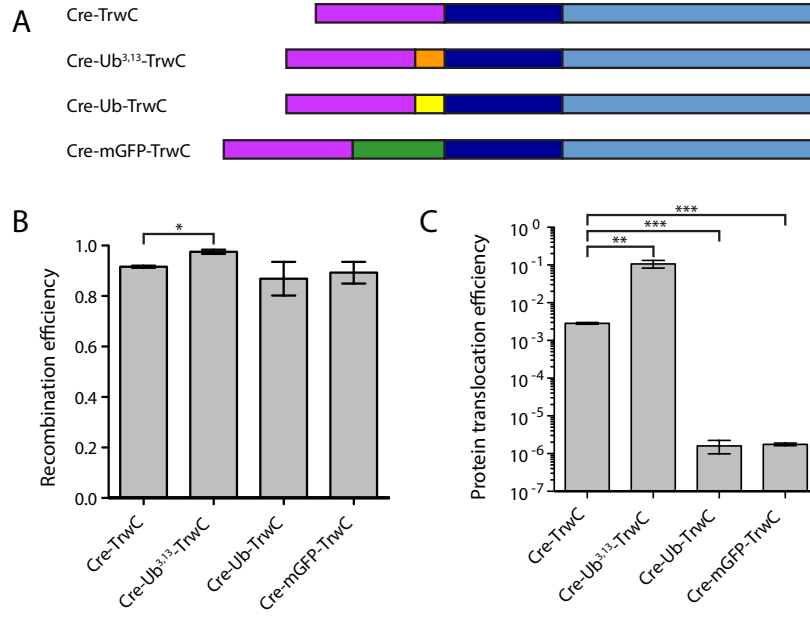 A
Cre-TrwC
Cre-Ub³,¹³-TrwC
Cre-Ub-TrwC
Cre-mGFP-TrwC
B
*
Recombination efficiency
1.0
0.8
0.6
0.4
0.2
0.0
Cre-TrwC
Cre-Ub³,¹³-TrwC
Cre-Ub-TrwC
Cre-mGFP-TrwC
C
***
***
**
Protein translocation efficiency
10⁰
10⁻¹
10⁻²
10⁻³
10⁻⁴
10⁻⁵
10⁻⁶
10⁻⁷
Cre-TrwC
Cre-Ub³,¹³-TrwC
Cre-Ub-TrwC
Cre-mGFP-TrwC